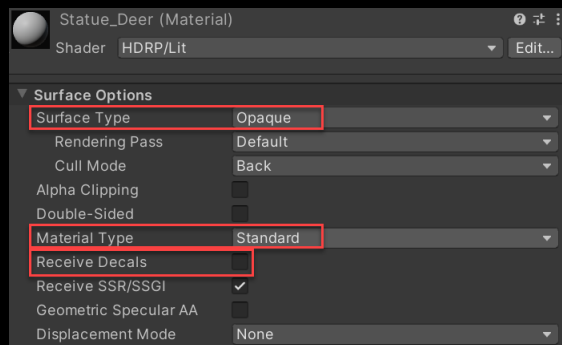 Statue_Deer (Material)
Shader HDRP/Lit Edit...
Surface Options
Surface Type Opaque
Rendering Pass Default
Cull Mode Back
Alpha Clipping
Double-Sided
Material Type Standard
Receive Decals
Receive SSR/SSGI
Geometric Specular AA
Displacement Mode None